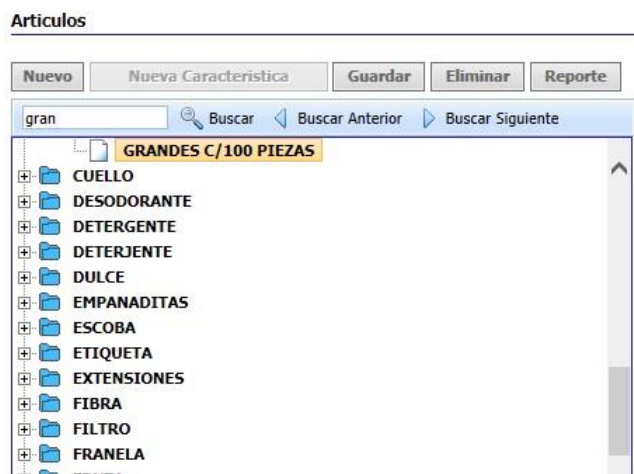 Articulos
Nuevo Nueva Caracteristica Guardar Eliminar Reporte
gran Buscar Buscar Anterior Buscar Siguiente
GRANDES C/100 PIEZAS
CUELLO
DESODORANTE
DETERGENTE
DETERJENTE
DULCE
EMPANADITAS
ESCOBA
ETIQUETA
EXTENSIONES
FIBRA
FILTRO
FRANELA